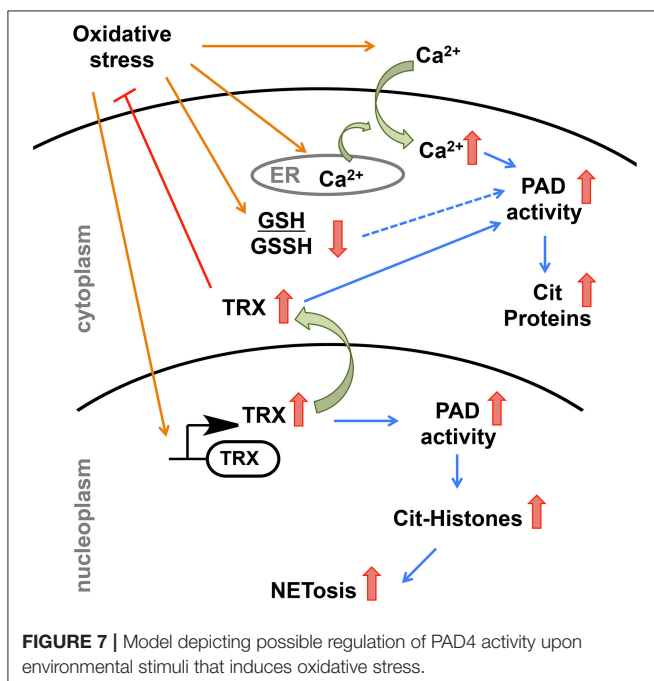 Oxidative
stress
Ca²⁺
Ca²⁺
ER
Ca²⁺
PAD
activity
GSH
GSSH
Cit
Proteins
TRX
cytoplasm
TRX
TRX
PAD
activity
Cit-Histones
NETosis
nucleoplasm
FIGURE 7 | Model depicting possible regulation of PAD4 activity upon
environmental stimuli that induces oxidative stress.